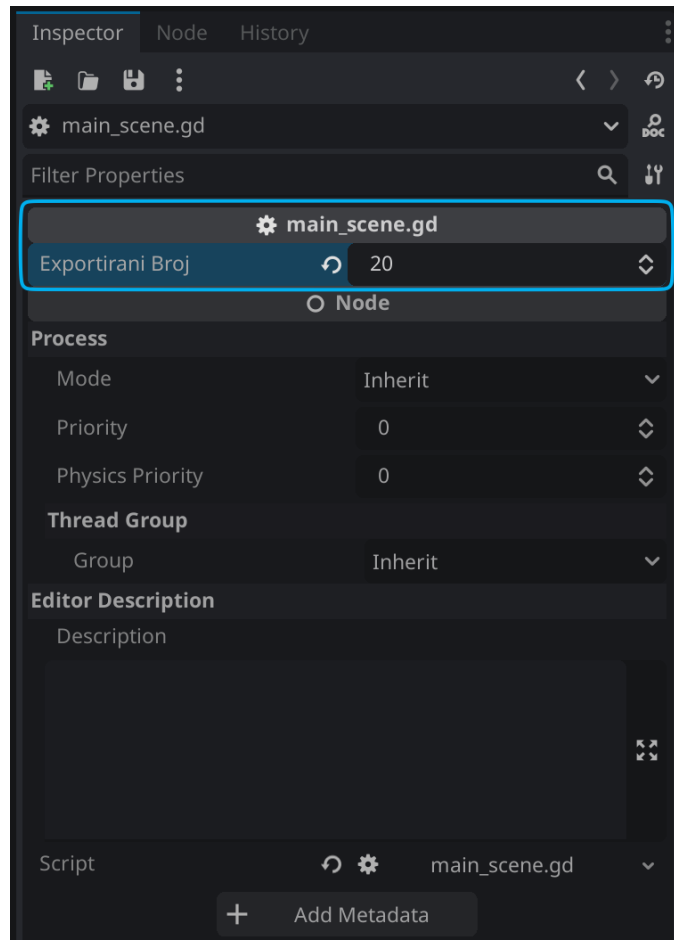 Inspector Node History
main_scene.gd
DOC
Filter Properties
main_scene.gd
Exportirani Broj 20
Node
Process
Mode Inherit
Priority 0
Physics Priority 0
Thread Group
Group Inherit
Editor Description
Description
Script main_scene.gd
+ Add Metadata